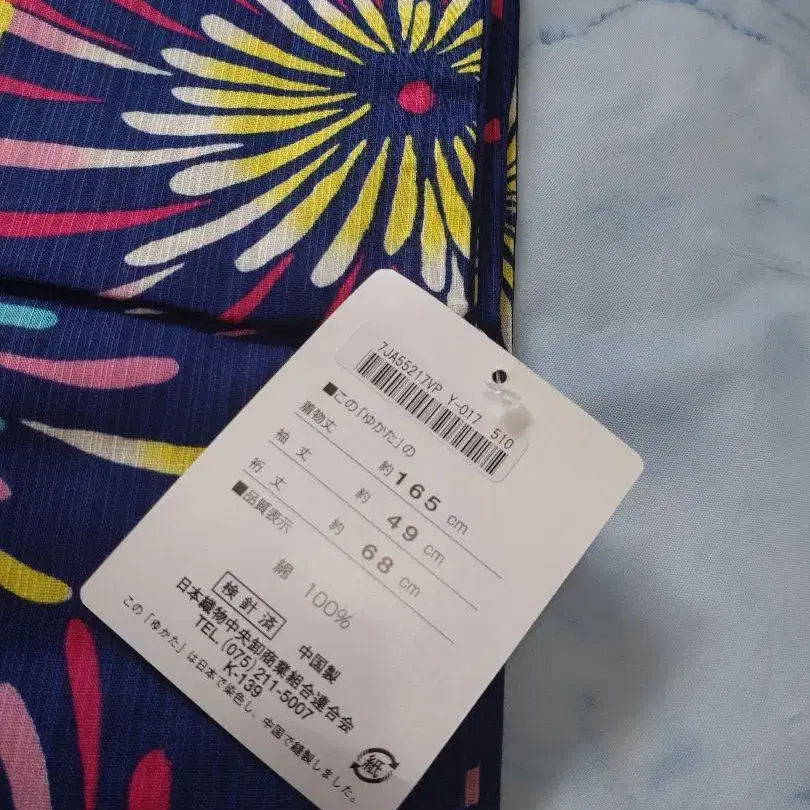 7JA55217VP Y-017 510
■この「ゆかた」の
着物丈 約165cm
袖丈 約49cm
裄丈 約68cm
■品質表示
綿 100%
検針済 中国製
日本織物中央卸商業組合連合会
TEL.(075)211-5007
K-139
この「ゆかた」は日本で染色し、中国で縫製しました。
紙